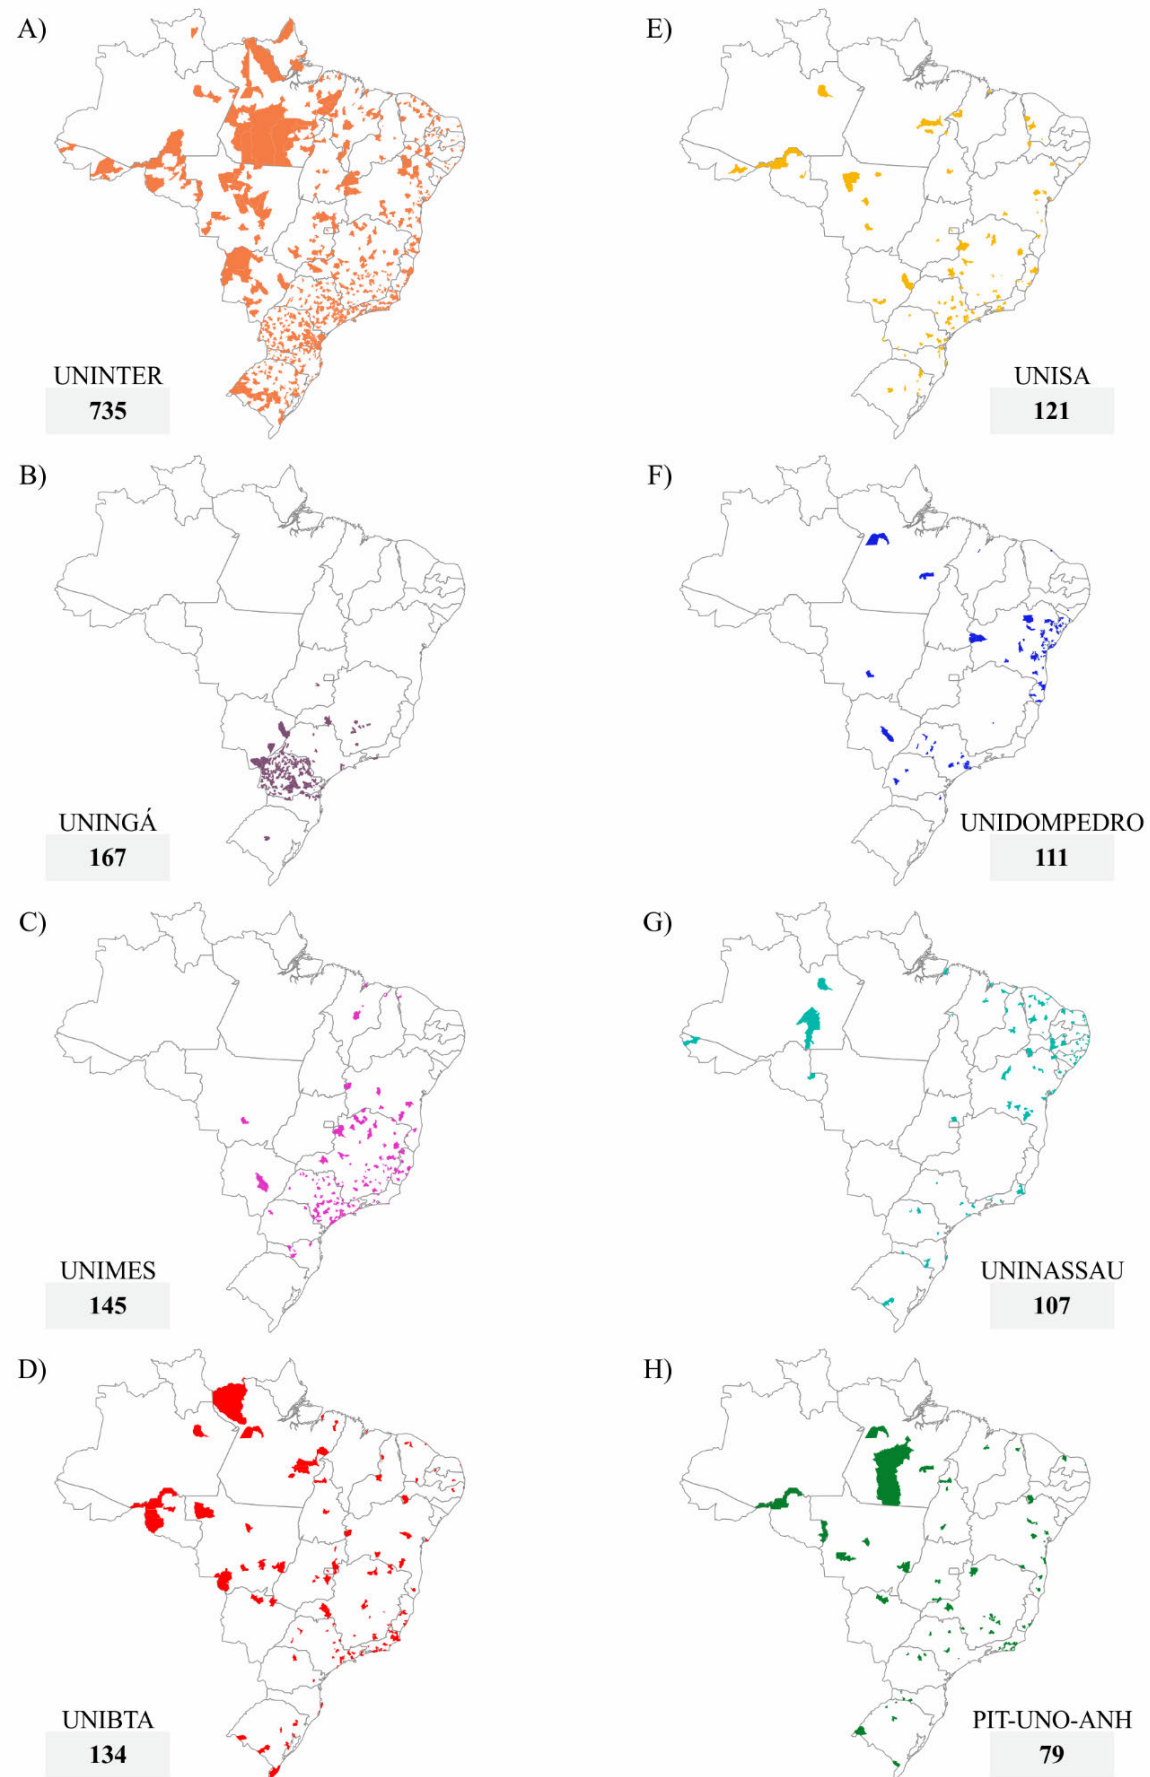 A)
UNINTER
735
B)
UNINGÁ
167
C)
UNIMES
145
D)
UNIBTA
134
E)
UNISA
121
F)
UNIDOMPEDRO
111
G)
UNINASSAU
107
H)
PIT-UNO-ANH
79